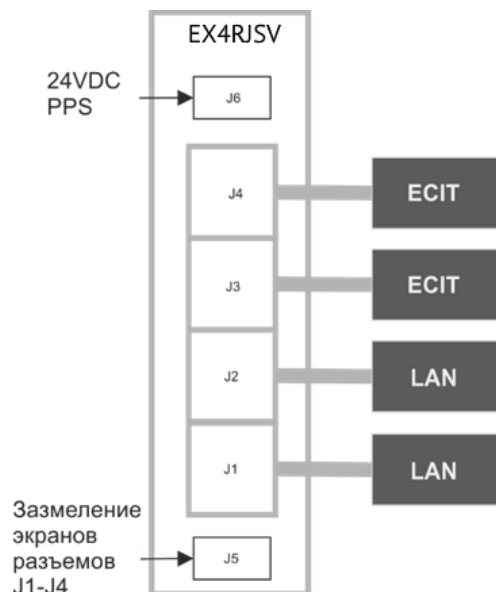 EX4RJSV
24VDC
PPS
J6
J4
ECIT
J3
ECIT
J2
LAN
J1
LAN
Зазмеление
экранов
разъемов
J1-J4
J5